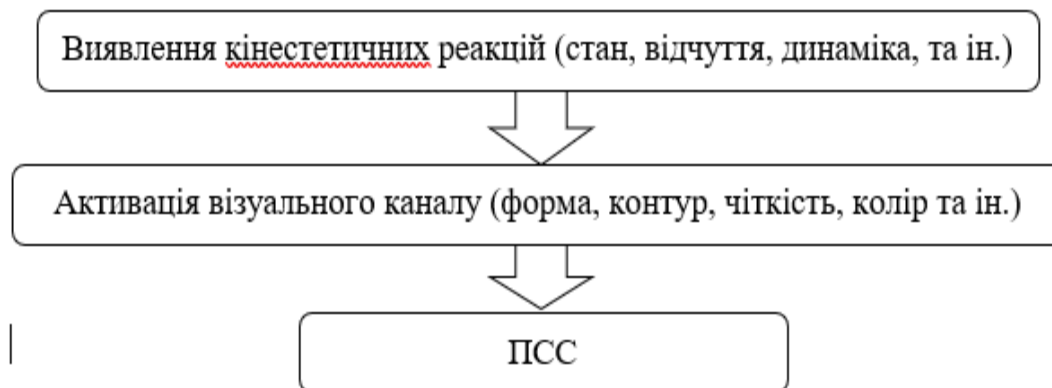 Виявлення кінестетичних реакцій (стан, відчуття, динаміка, та ін.)
Активація візуального каналу (форма, контур, чіткість, колір та ін.)
ПСС